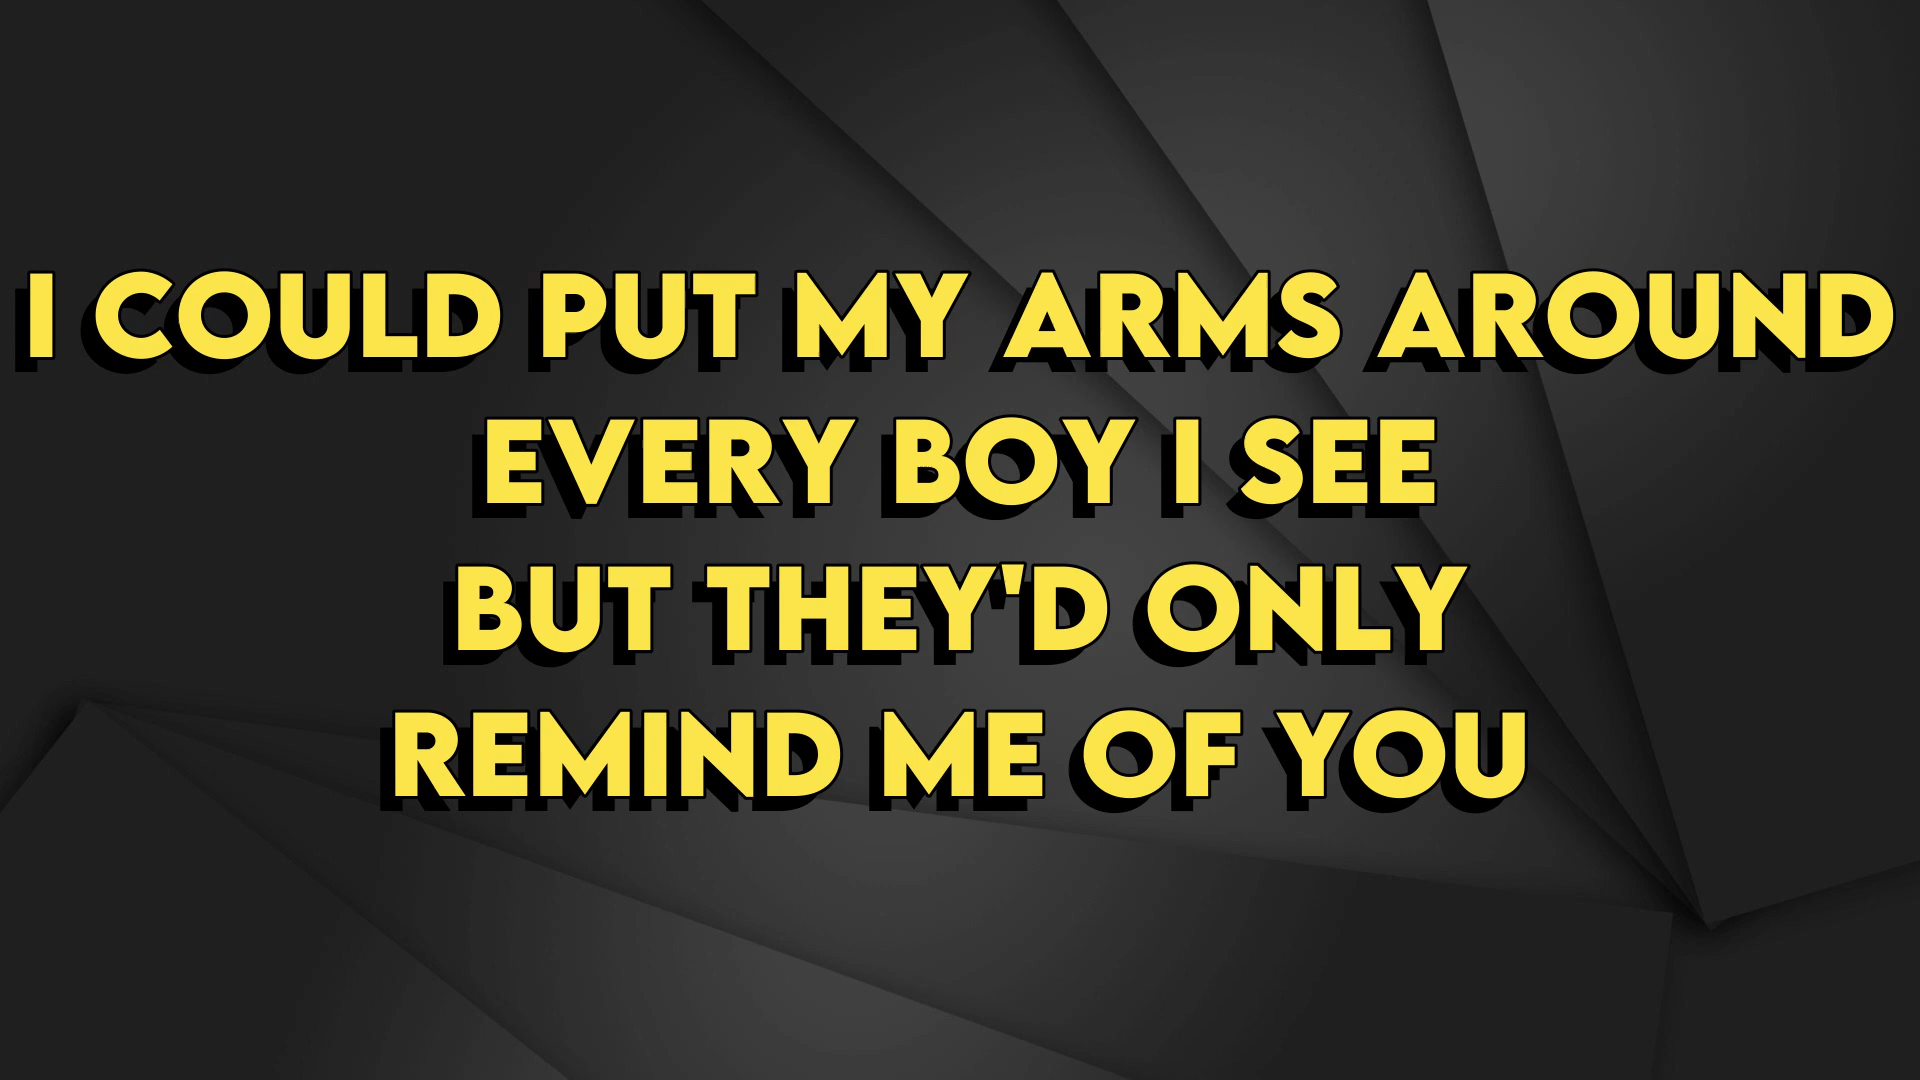 I COULD PUT MY ARMS AROUND
EVERY BOY I SEE
BUT THEY'D ONLY
REMIND ME OF YOU